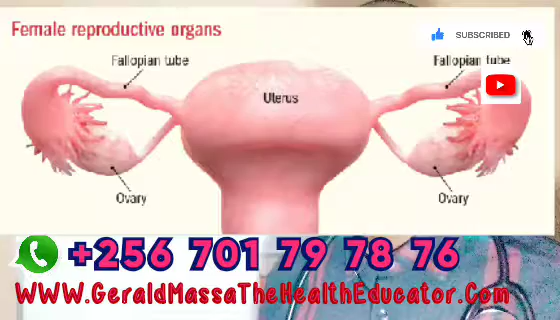 Female reproductive organs
SUBSCRIBED
Fallopian tube
Fallopian tube
Uterus
Ovary
Ovary
+256 701 79 78 76
WWW.GeraldMassaTheHealthEducator.Com